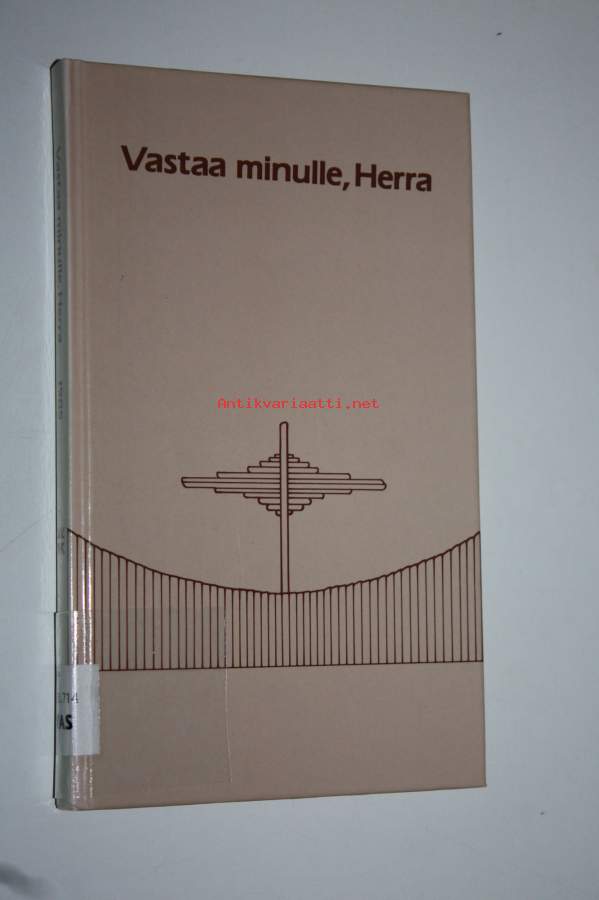 Vastaa minulle, Herra
Antikvariaatti.net
Vastaa minulle, Herra